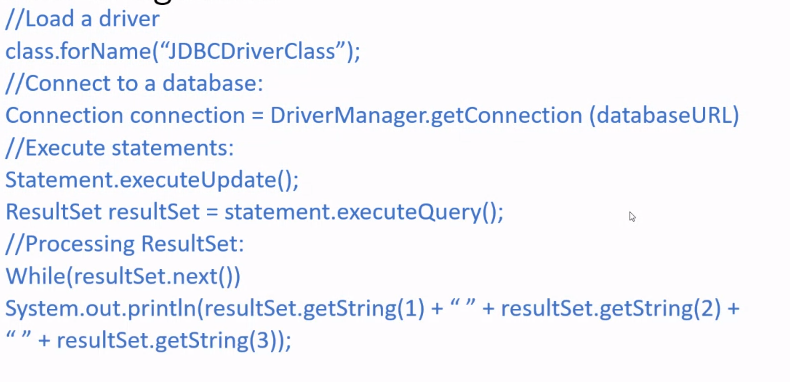 //Load a driver
class.forName(“JDBCDriverClass”);
//Connect to a database:
Connection connection = DriverManager.getConnection (databaseURL)
//Execute statements:
Statement.executeUpdate();
ResultSet resultSet = statement.executeQuery();
//Processing ResultSet:
While(resultSet.next())
System.out.println(resultSet.getString(1) + “ ” + resultSet.getString(2) +
“ ” + resultSet.getString(3));